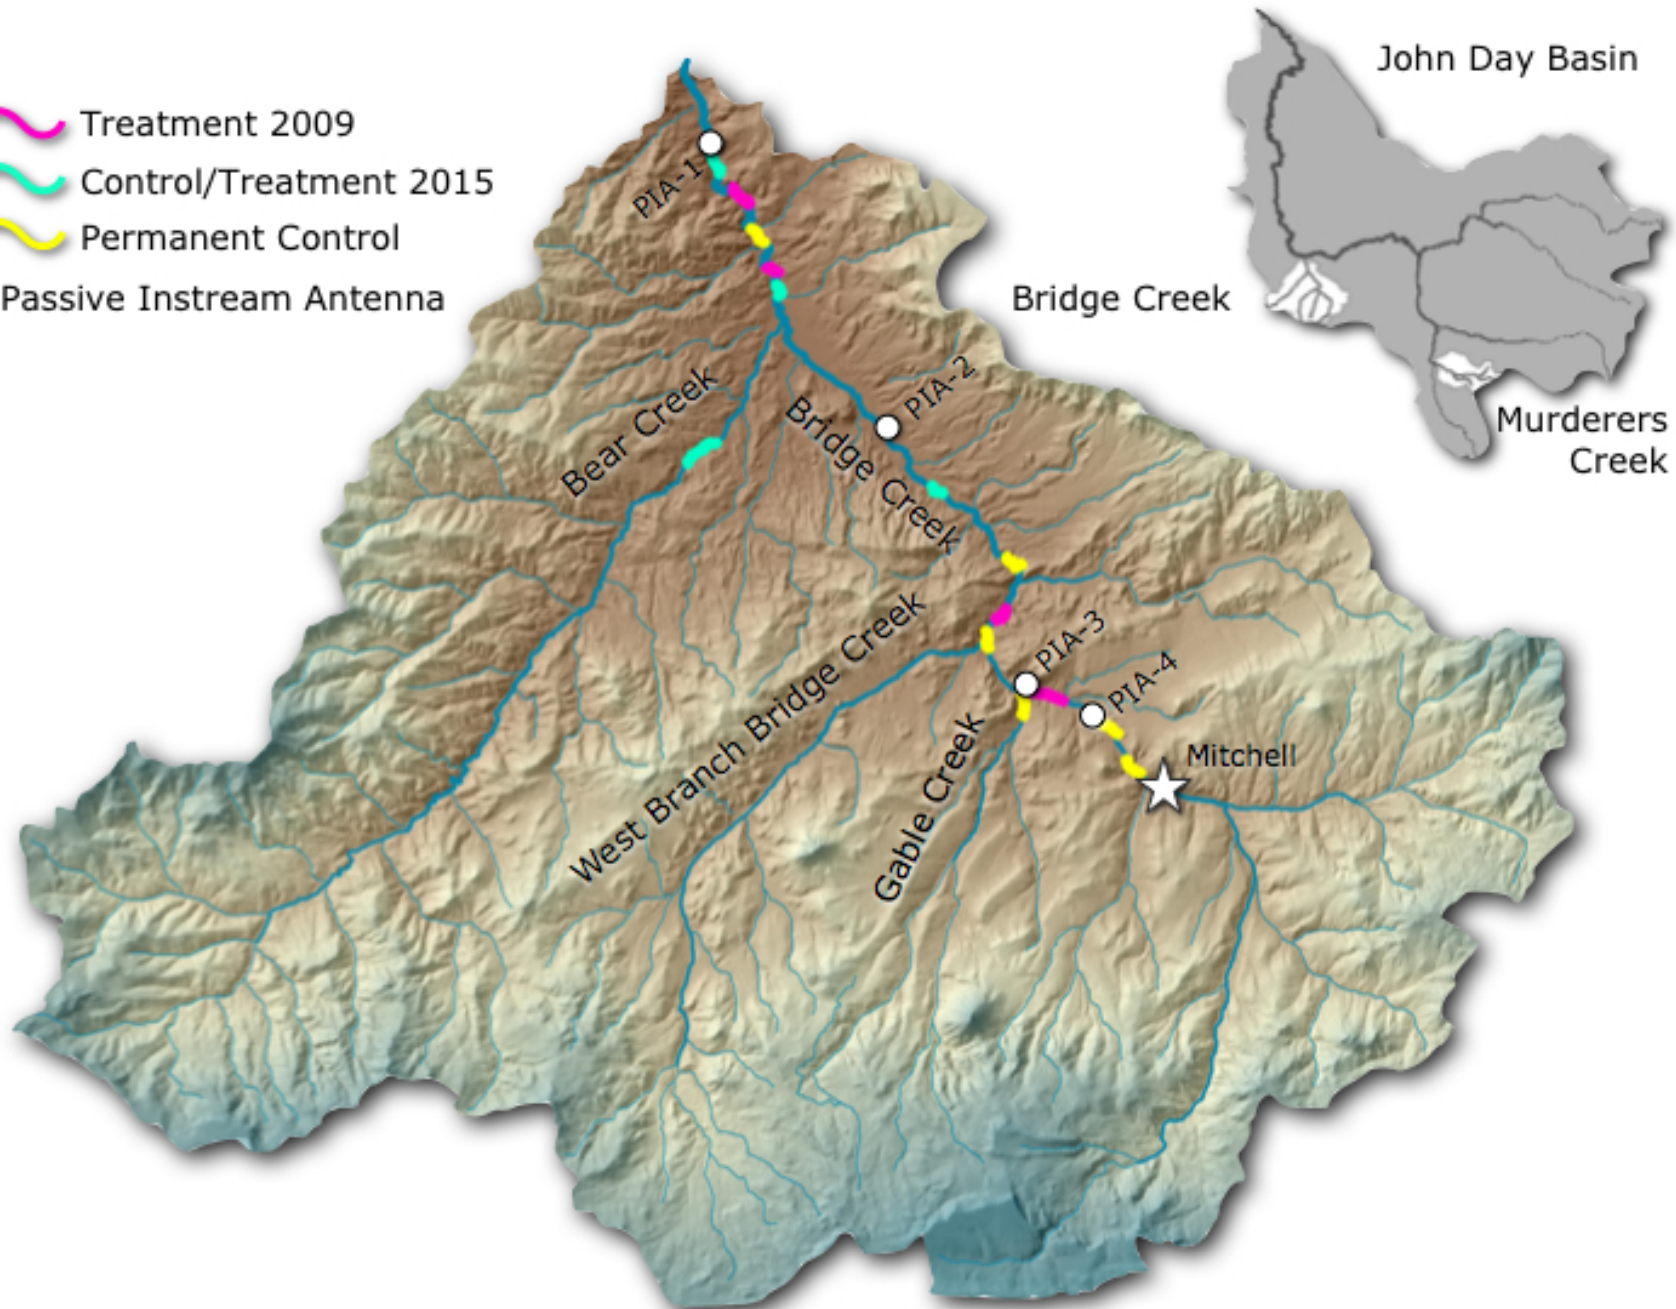 John Day Basin
Treatment 2009
Control/Treatment 2015
Permanent Control
Passive Instream Antenna
PIA-1
Bridge Creek
Murderers
Creek
PIA-2
Bear Creek
Bridge Creek
West Branch Bridge Creek
PIA-3
PIA-4
Gable Creek
Mitchell